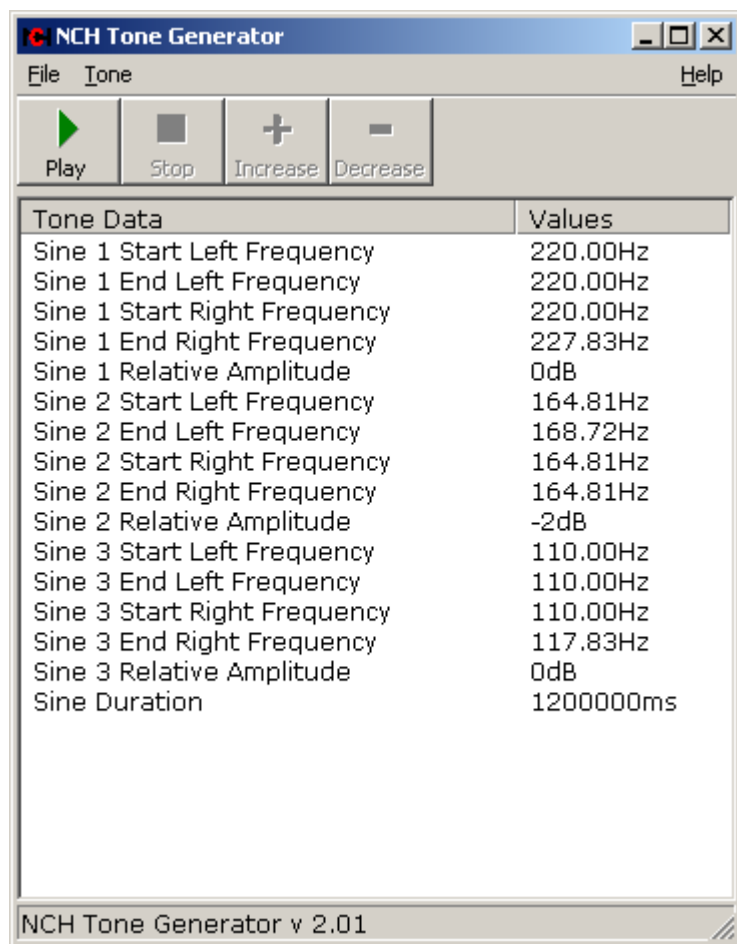 NCH Tone Generator
File Tone Help
Play Stop Increase Decrease
Tone Data Values
Sine 1 Start Left Frequency 220.00Hz
Sine 1 End Left Frequency 220.00Hz
Sine 1 Start Right Frequency 220.00Hz
Sine 1 End Right Frequency 227.83Hz
Sine 1 Relative Amplitude 0dB
Sine 2 Start Left Frequency 164.81Hz
Sine 2 End Left Frequency 168.72Hz
Sine 2 Start Right Frequency 164.81Hz
Sine 2 End Right Frequency 164.81Hz
Sine 2 Relative Amplitude -2dB
Sine 3 Start Left Frequency 110.00Hz
Sine 3 End Left Frequency 110.00Hz
Sine 3 Start Right Frequency 110.00Hz
Sine 3 End Right Frequency 117.83Hz
Sine 3 Relative Amplitude 0dB
Sine Duration 1200000ms
NCH Tone Generator v 2.01